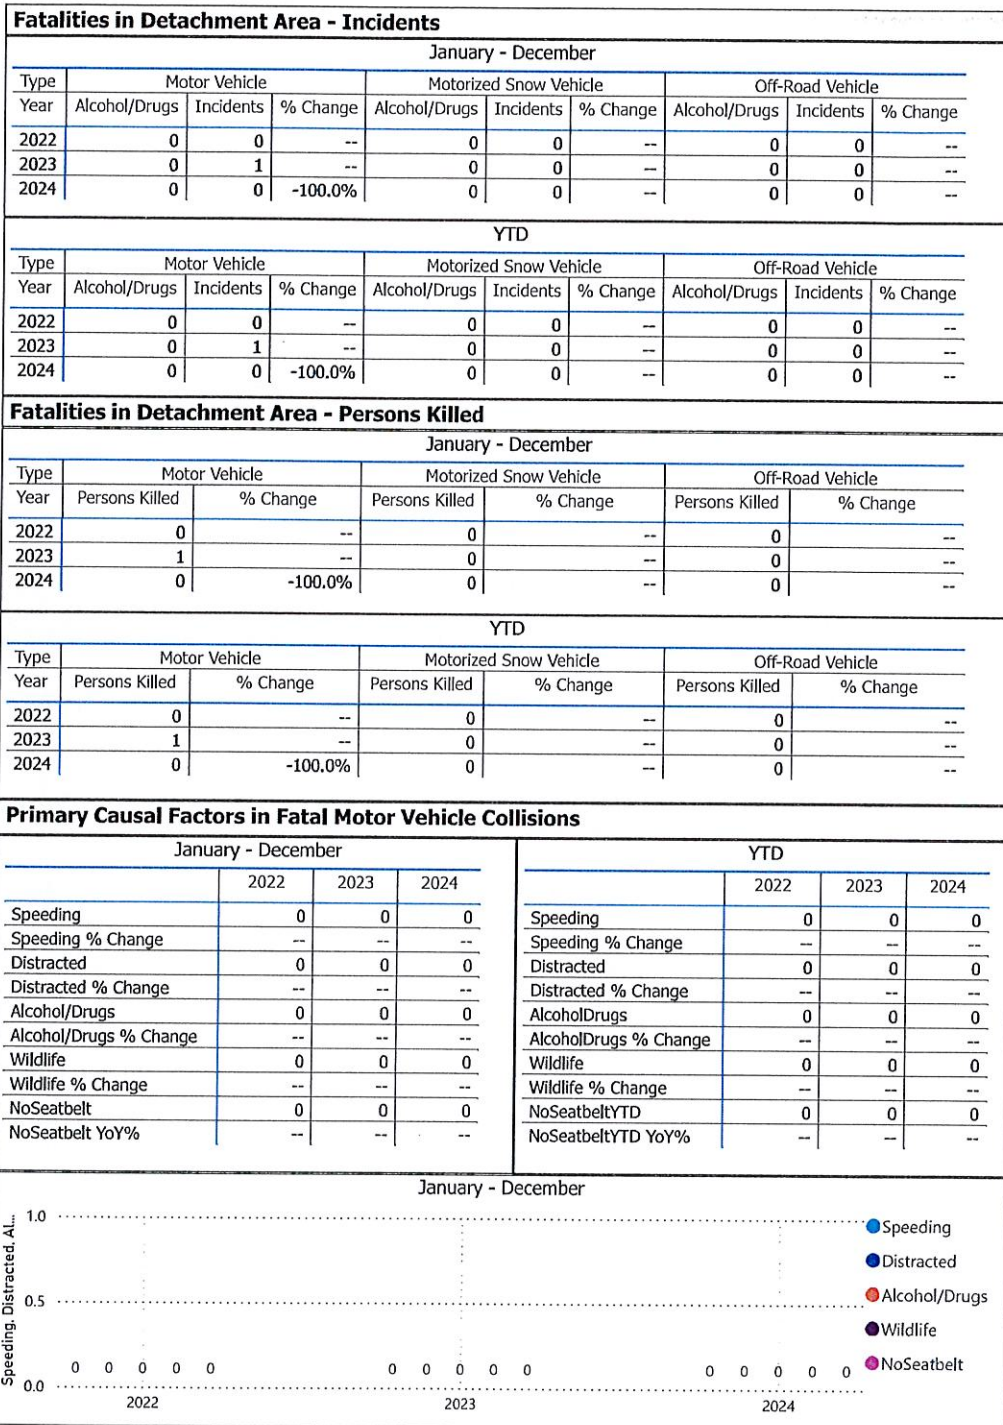 Fatalities in Detachment Area - Incidents
January - December
Type Motor Vehicle Motorized Snow Vehicle Off-Road Vehicle
Year Alcohol/Drugs Incidents % Change Alcohol/Drugs Incidents % Change Alcohol/Drugs Incidents % Change
2022 0 0 -- 0 0 -- 0 0 --
2023 0 1 -- 0 0 -- 0 0 --
2024 0 0 -100.0% 0 0 -- 0 0 --
YTD
Type Motor Vehicle Motorized Snow Vehicle Off-Road Vehicle
Year Alcohol/Drugs Incidents % Change Alcohol/Drugs Incidents % Change Alcohol/Drugs Incidents % Change
2022 0 0 -- 0 0 -- 0 0 --
2023 0 1 -- 0 0 -- 0 0 --
2024 0 0 -100.0% 0 0 -- 0 0 --
Fatalities in Detachment Area - Persons Killed
January - December
Type Motor Vehicle Motorized Snow Vehicle Off-Road Vehicle
Year Persons Killed % Change Persons Killed % Change Persons Killed % Change
2022 0 -- 0 -- 0 --
2023 1 -- 0 -- 0 --
2024 0 -100.0% 0 -- 0 --
YTD
Type Motor Vehicle Motorized Snow Vehicle Off-Road Vehicle
Year Persons Killed % Change Persons Killed % Change Persons Killed % Change
2022 0 -- 0 -- 0 --
2023 1 -- 0 -- 0 --
2024 0 -100.0% 0 -- 0 --
Primary Causal Factors in Fatal Motor Vehicle Collisions
January - December
2022 2023 2024
Speeding 0 0 0
Speeding % Change -- -- --
Distracted 0 0 0
Distracted % Change -- -- --
Alcohol/Drugs 0 0 0
Alcohol/Drugs % Change -- -- --
Wildlife 0 0 0
Wildlife % Change -- -- --
NoSeatbelt 0 0 0
NoSeatbelt YoY% -- -- --
YTD
2022 2023 2024
Speeding 0 0 0
Speeding % Change -- -- --
Distracted 0 0 0
Distracted % Change -- -- --
AlcoholDrugs 0 0 0
AlcoholDrugs % Change -- -- --
Wildlife 0 0 0
Wildlife % Change -- -- --
NoSeatbeltYTD 0 0 0
NoSeatbeltYTD YoY% -- -- --
January - December
Speeding, Distracted, Al...
1.0
0.5
0.0
0 0 0 0 0 0 0 0 0 0 0 0 0 0 0
2022 2023 2024
Speeding
Distracted
Alcohol/Drugs
Wildlife
NoSeatbelt